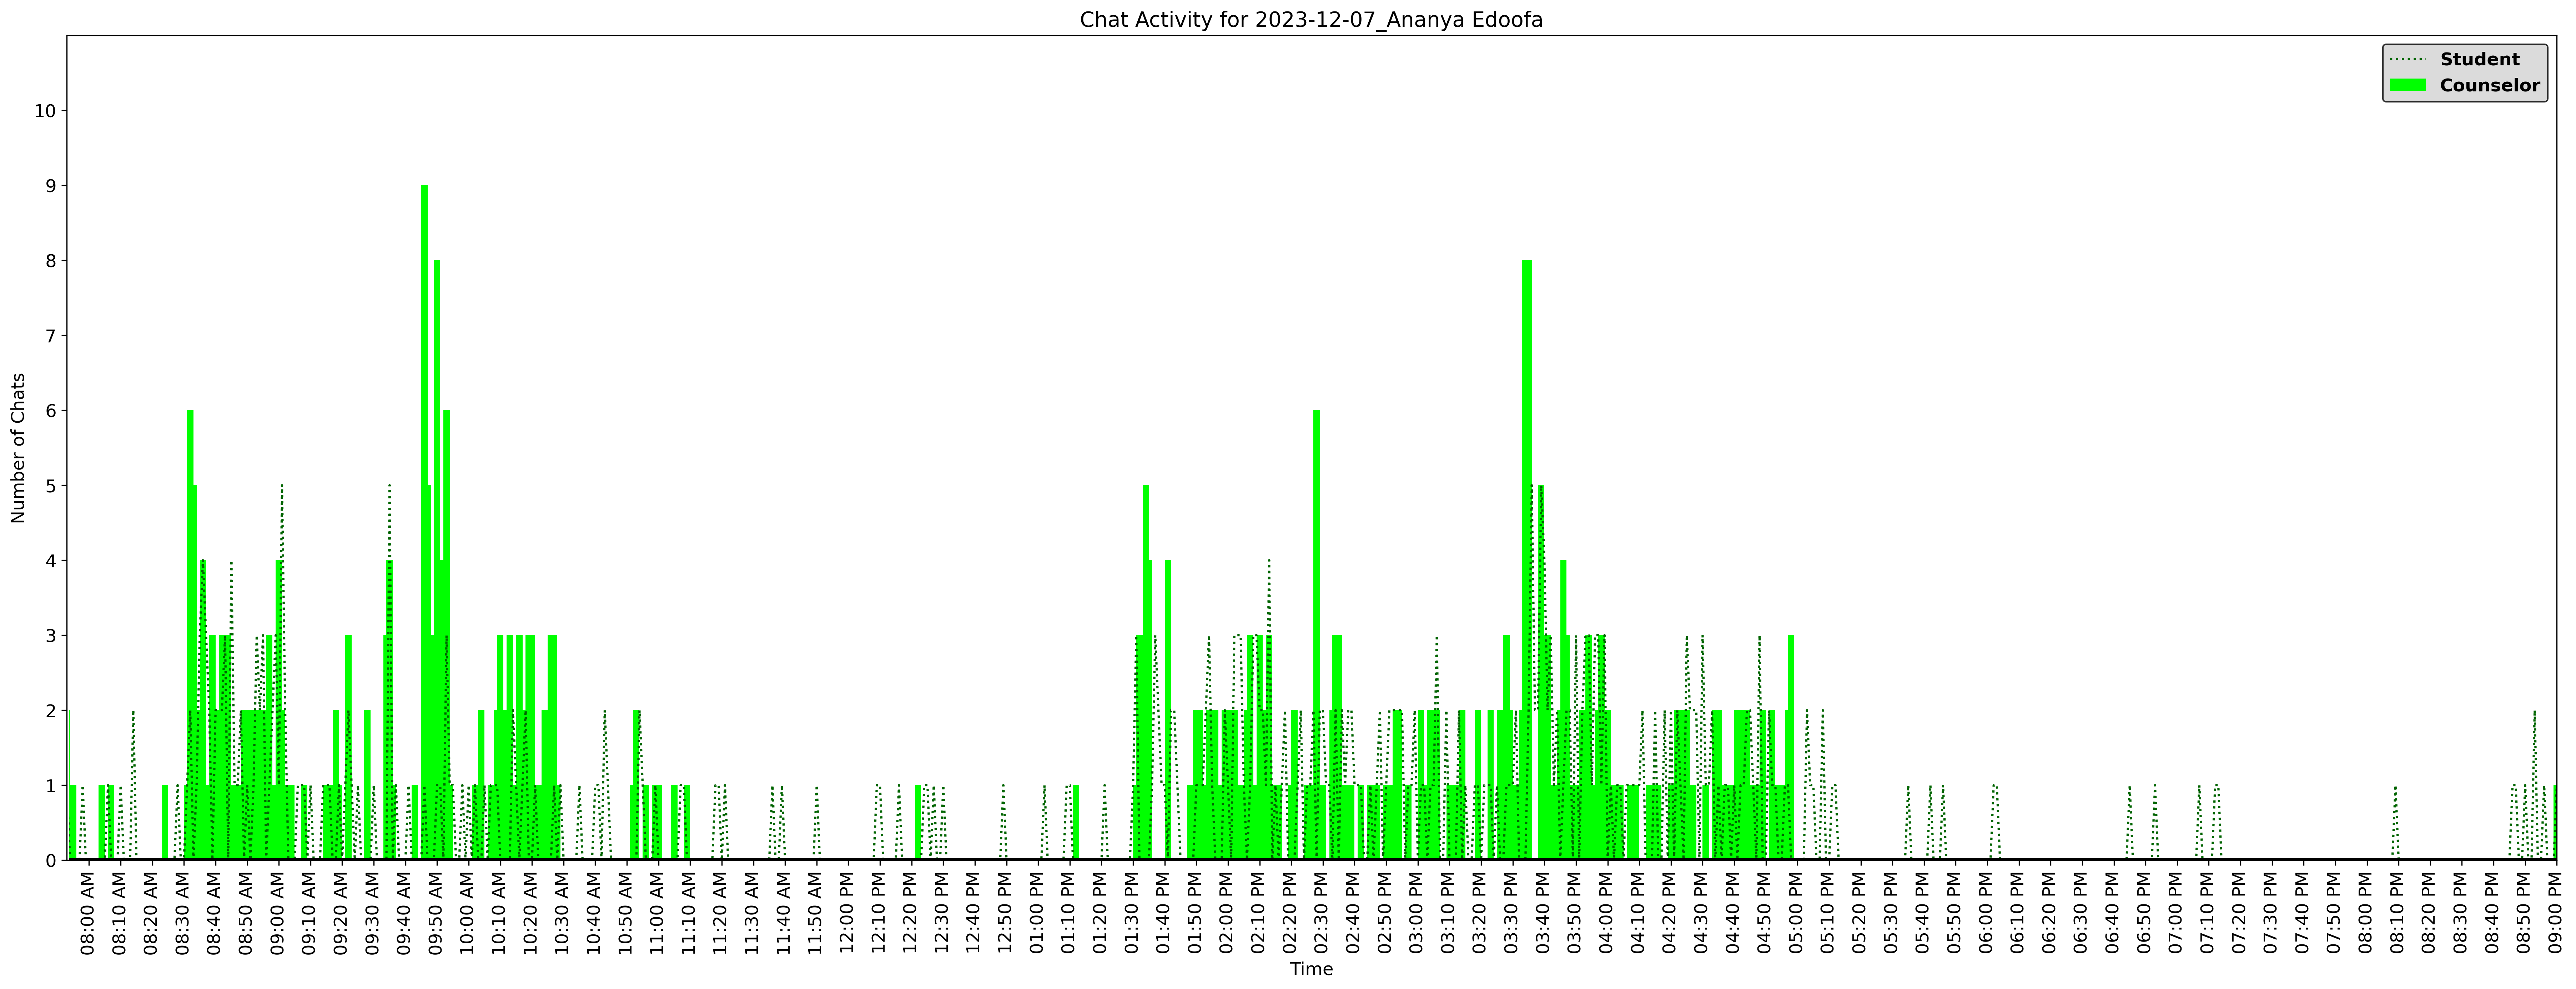 Chat Activity for 2023-12-07_Ananya Edoofa
Student
Counselor
Number of Chats
10
9
8
7
6
5
4
3
2
1
0
08:00 AM
08:10 AM
08:20 AM
08:30 AM
08:40 AM
08:50 AM
09:00 AM
09:10 AM
09:20 AM
09:30 AM
09:40 AM
09:50 AM
10:00 AM
10:10 AM
10:20 AM
10:30 AM
10:40 AM
10:50 AM
11:00 AM
11:10 AM
11:20 AM
11:30 AM
11:40 AM
11:50 AM
12:00 PM
12:10 PM
12:20 PM
12:30 PM
12:40 PM
12:50 PM
01:00 PM
01:10 PM
01:20 PM
01:30 PM
01:40 PM
01:50 PM
02:00 PM
02:10 PM
02:20 PM
02:30 PM
02:40 PM
02:50 PM
03:00 PM
03:10 PM
03:20 PM
03:30 PM
03:40 PM
03:50 PM
04:00 PM
04:10 PM
04:20 PM
04:30 PM
04:40 PM
04:50 PM
05:00 PM
05:10 PM
05:20 PM
05:30 PM
05:40 PM
05:50 PM
06:00 PM
06:10 PM
06:20 PM
06:30 PM
06:40 PM
06:50 PM
07:00 PM
07:10 PM
07:20 PM
07:30 PM
07:40 PM
07:50 PM
08:00 PM
08:10 PM
08:20 PM
08:30 PM
08:40 PM
08:50 PM
09:00 PM
Time